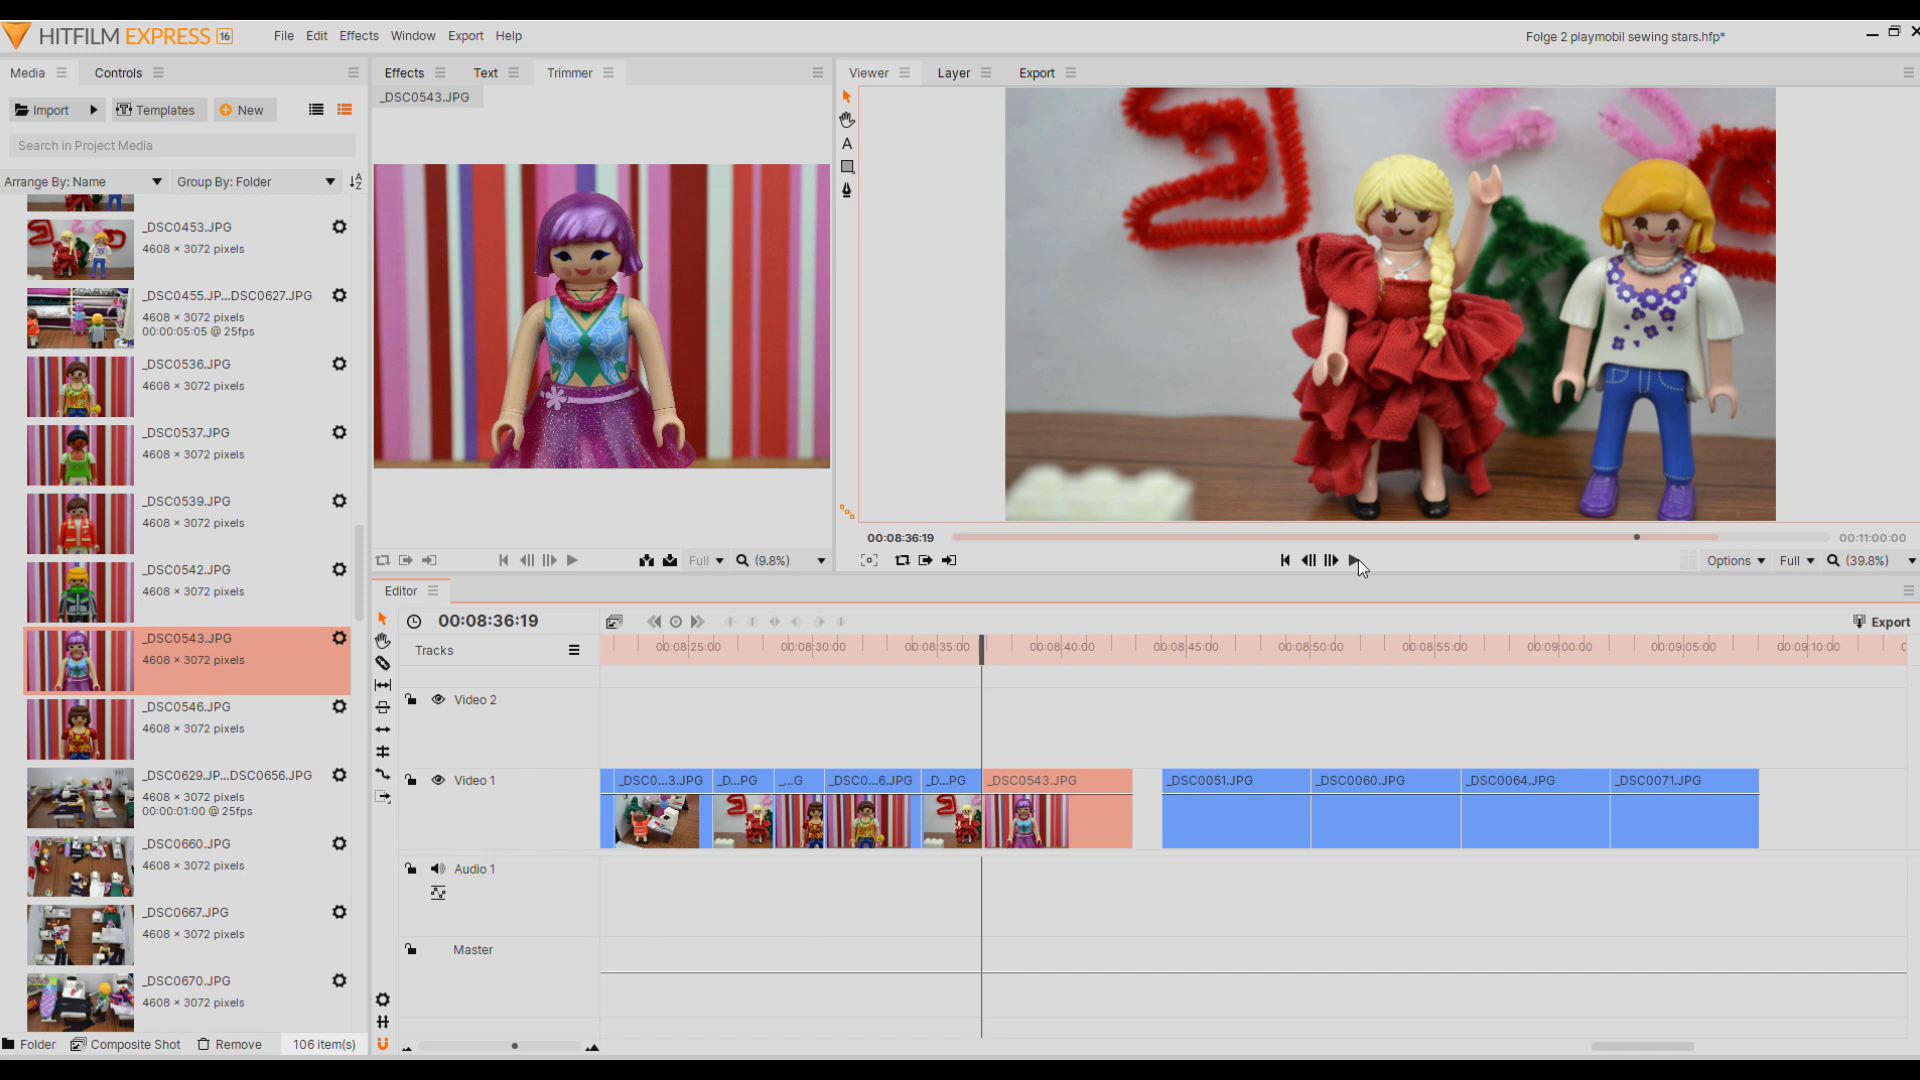 HITFILM EXPRESS 16
File Edit Effects Window Export Help
Folge 2 playmobil sewing stars.hfp*
Media Controls
Effects Text Trimmer
Viewer Layer Export
_DSC0543.JPG
Import Templates New
Search in Project Media
Arrange By: Name Group By: Folder
_DSC0453.JPG
4608 × 3072 pixels
_DSC0455.JP...DSC0627.JPG
4608 × 3072 pixels
00:00:05:05 @ 25fps
_DSC0536.JPG
4608 × 3072 pixels
_DSC0537.JPG
4608 × 3072 pixels
_DSC0539.JPG
4608 × 3072 pixels
_DSC0542.JPG
4608 × 3072 pixels
_DSC0543.JPG
4608 × 3072 pixels
_DSC0546.JPG
4608 × 3072 pixels
_DSC0629.JP...DSC0656.JPG
4608 × 3072 pixels
00:00:01:00 @ 25fps
_DSC0660.JPG
4608 × 3072 pixels
_DSC0667.JPG
4608 × 3072 pixels
_DSC0670.JPG
4608 × 3072 pixels
Folder Composite Shot Remove 106 item(s)
Full (9.8%)
00:08:36:19 00:11:00:00
Options Full (39.8%)
Editor
00:08:36:19
Export
Tracks
00:08:25:00 00:08:30:00 00:08:35:00 00:08:40:00 00:08:45:00 00:08:50:00 00:08:55:00 00:09:00:00 00:09:05:00 00:09:10:00
Video 2
Video 1
_DSC0...3.JPG _D...PG _...G _DSC0...6.JPG _D...PG _DSC0543.JPG _DSC0051.JPG _DSC0060.JPG _DSC0064.JPG _DSC0071.JPG
Audio 1
Master